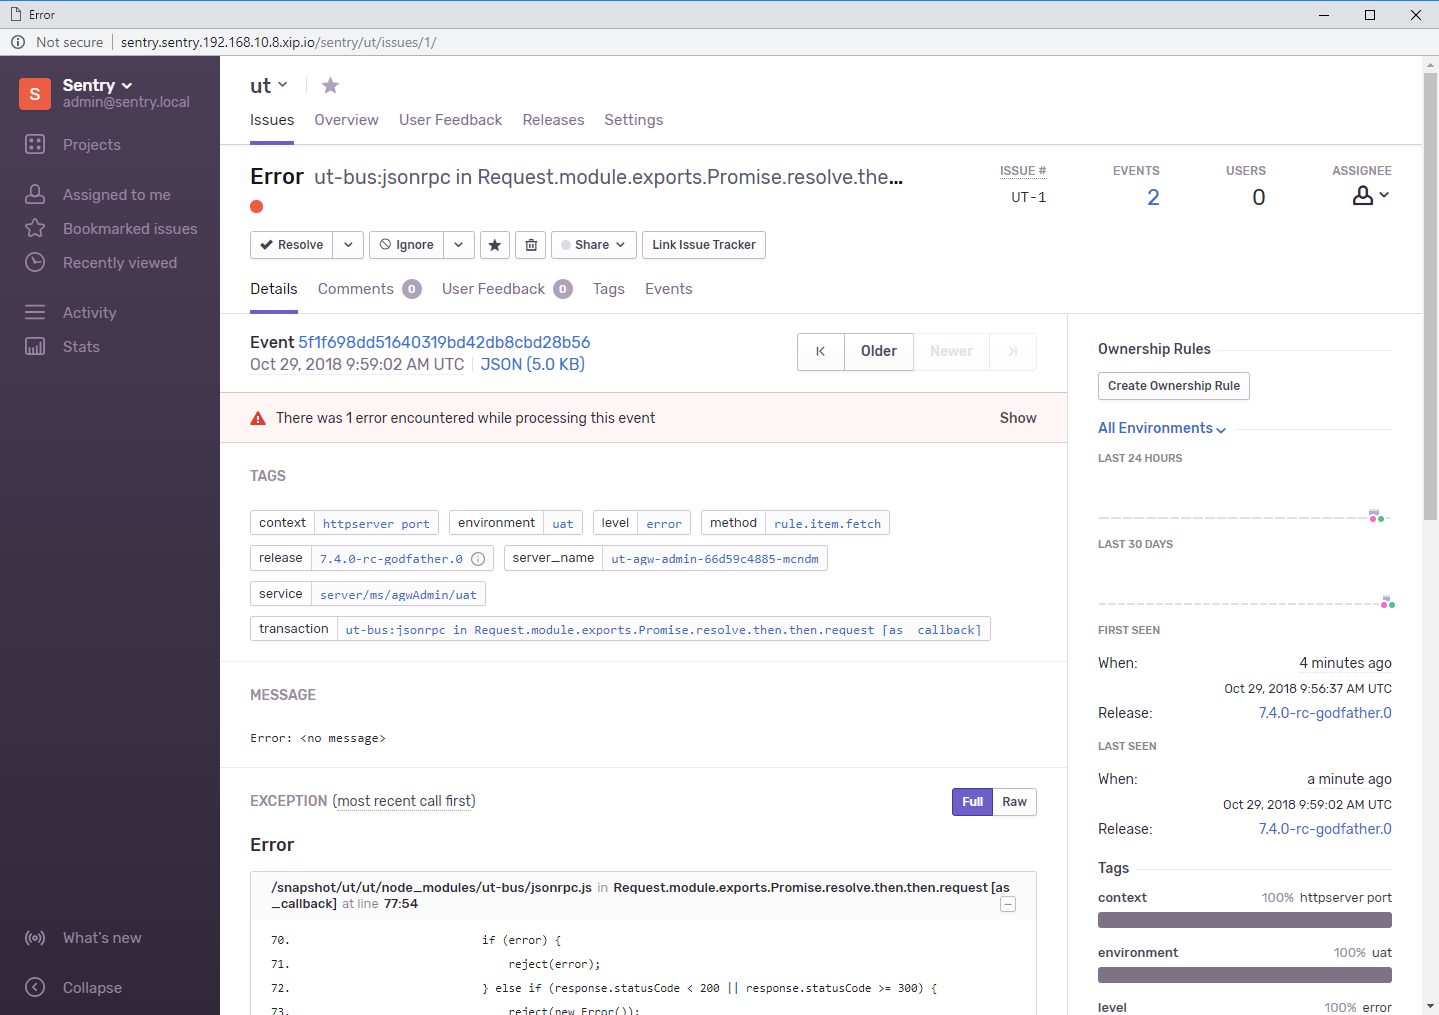 Error
Not secure sentry.sentry.192.168.10.8.xip.io/sentry/ut/issues/1/
S
Sentry
admin@sentry.local
Projects
Assigned to me
Bookmarked issues
Recently viewed
Activity
Stats
What's new
Collapse
ut
Issues Overview User Feedback Releases Settings
Error ut-bus:jsonrpc in Request.module.exports.Promise.resolve.the...
ISSUE # EVENTS USERS ASSIGNEE
UT-1 2 0
Resolve Ignore Share Link Issue Tracker
Details Comments 0 User Feedback 0 Tags Events
Event 5f1f698dd51640319bd42db8cbd28b56
Oct 29, 2018 9:59:02 AM UTC JSON (5.0 KB)
Older Newer
There was 1 error encountered while processing this event Show
TAGS
context httpserver port environment uat level error method rule.item.fetch
release 7.4.0-rc-godfather.0 server_name ut-agw-admin-66d59c4885-mcndm
service server/ms/agwAdmin/uat
transaction ut-bus:jsonrpc in Request.module.exports.Promise.resolve.then.then.request [as _callback]
MESSAGE
Error: <no message>
EXCEPTION (most recent call first) Full Raw
Error
/snapshot/ut/ut/node_modules/ut-bus/jsonrpc.js in Request.module.exports.Promise.resolve.then.then.request [as
_callback] at line 77:54
70. if (error) {
71. reject(error);
72. } else if (response.statusCode < 200 || response.statusCode >= 300) {
73. reject(new Error());
Ownership Rules
Create Ownership Rule
All Environments
LAST 24 HOURS
LAST 30 DAYS
FIRST SEEN
When: 4 minutes ago
Oct 29, 2018 9:56:37 AM UTC
Release: 7.4.0-rc-godfather.0
LAST SEEN
When: a minute ago
Oct 29, 2018 9:59:02 AM UTC
Release: 7.4.0-rc-godfather.0
Tags
context 100% httpserver port
environment 100% uat
level 100% error